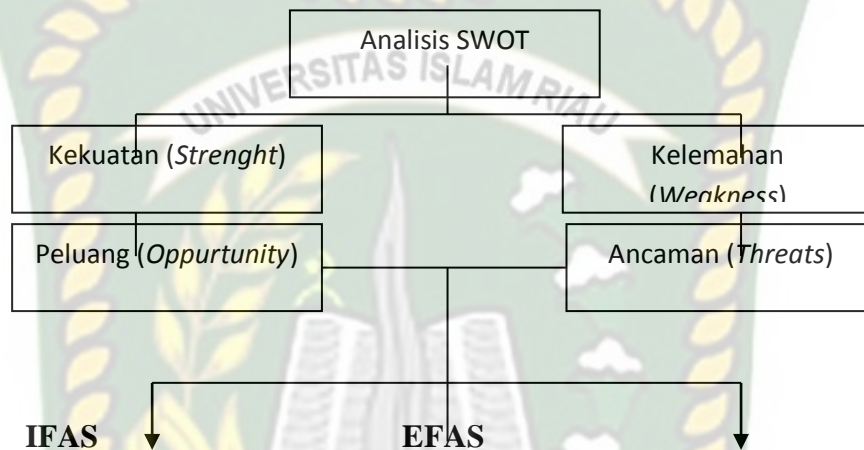 Analisis SWOT
UNIVERSITAS ISLAM RIAU
Kekuatan (Strenght)
Kelemahan
(Weakness)
Peluang (Oppurtunity)
Ancaman (Threats)
IFAS
EFAS